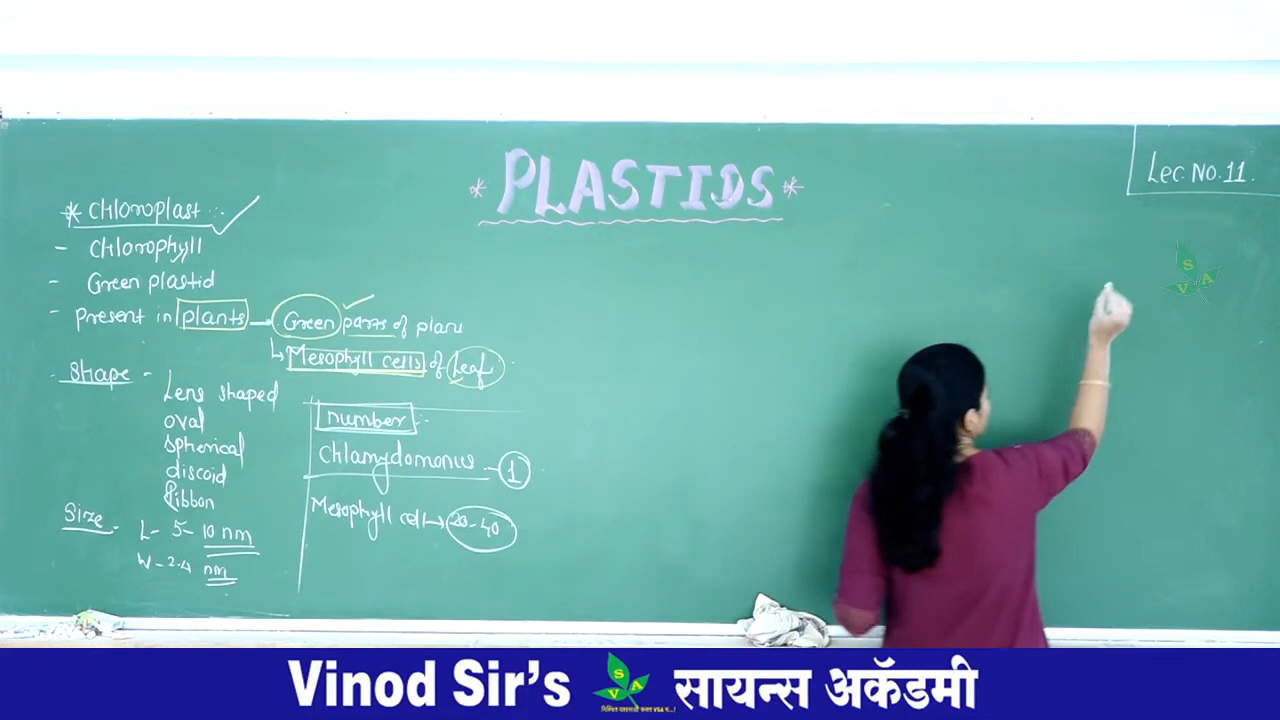 * PLASTIDS *
Lec. No. 11.
* Chloroplast :-
- Chlorophyll
- Green plastid
- Present in plants - Green parts of plant
↳ Mesophyll cells of Leaf
Shape -
Lens shaped
oval
spherical
discoid
Ribbon
Size -
L - 5 - 10 nm
W - 2-4 nm
number :-
Chlamydomonus - 1
Mesophyll cell → 20-40
S
V A
Vinod Sir's SVA सायन्स अकॅडमी